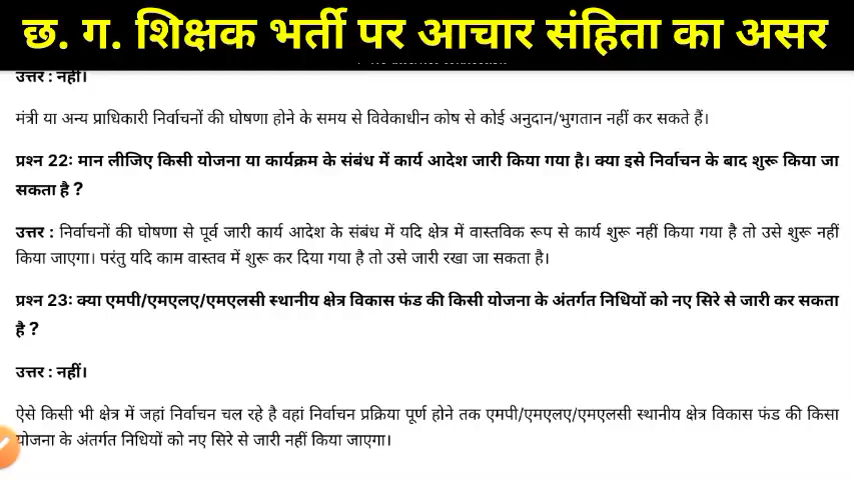 छ. ग. शिक्षक भर्ती पर आचार संहिता का असर
उत्तर : नहीं।
मंत्री या अन्य प्राधिकारी निर्वाचनों की घोषणा होने के समय से विवेकाधीन कोष से कोई अनुदान/भुगतान नहीं कर सकते हैं।
प्रश्न 22: मान लीजिए किसी योजना या कार्यक्रम के संबंध में कार्य आदेश जारी किया गया है। क्या इसे निर्वाचन के बाद शुरू किया जा
सकता है ?
उत्तर : निर्वाचनों की घोषणा से पूर्व जारी कार्य आदेश के संबंध में यदि क्षेत्र में वास्तविक रूप से कार्य शुरू नहीं किया गया है तो उसे शुरू नहीं
किया जाएगा। परंतु यदि काम वास्तव में शुरू कर दिया गया है तो उसे जारी रखा जा सकता है।
प्रश्न 23: क्या एमपी/एमएलए/एमएलसी स्थानीय क्षेत्र विकास फंड की किसी योजना के अंतर्गत निधियों को नए सिरे से जारी कर सकता
है ?
उत्तर : नहीं।
ऐसे किसी भी क्षेत्र में जहां निर्वाचन चल रहे है वहां निर्वाचन प्रक्रिया पूर्ण होने तक एमपी/एमएलए/एमएलसी स्थानीय क्षेत्र विकास फंड की किसा
योजना के अंतर्गत निधियों को नए सिरे से जारी नहीं किया जाएगा।